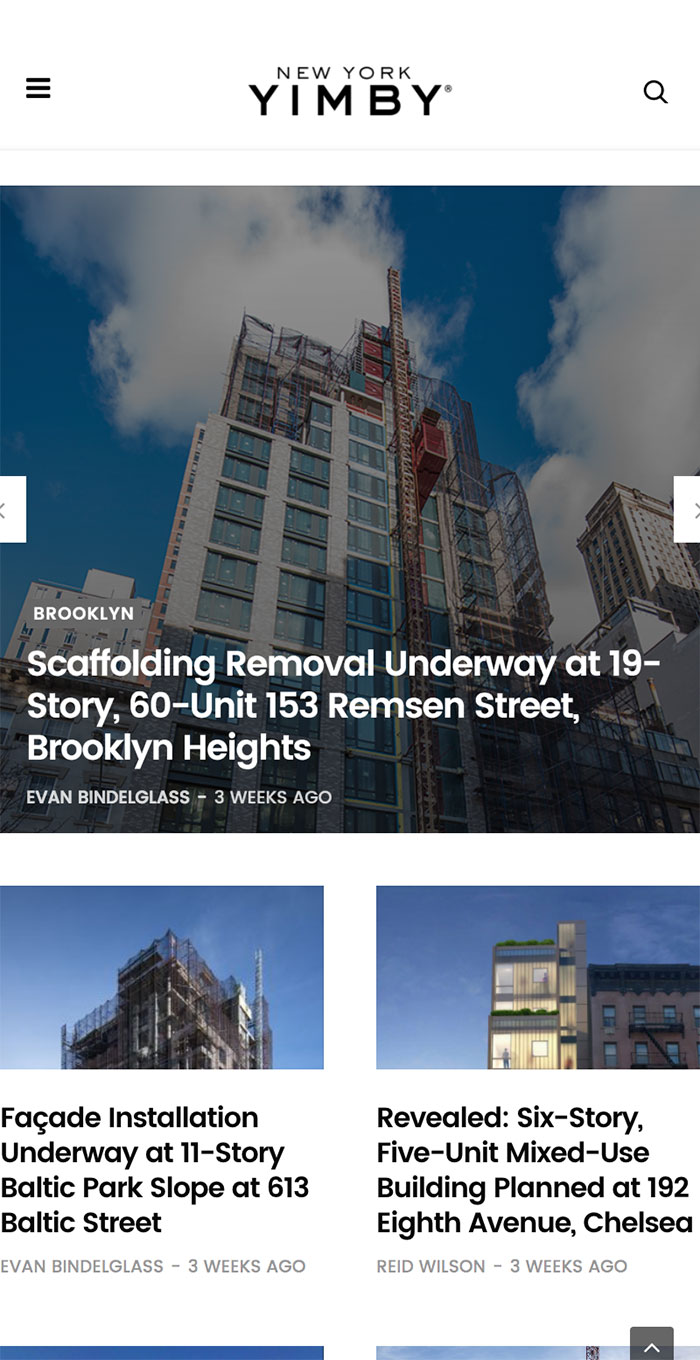 NEW YORK
YIMBY®
BROOKLYN
Scaffolding Removal Underway at 19-
Story, 60-Unit 153 Remsen Street,
Brooklyn Heights
EVAN BINDELGLASS - 3 WEEKS AGO
Façade Installation
Underway at 11-Story
Baltic Park Slope at 613
Baltic Street
EVAN BINDELGLASS - 3 WEEKS AGO
Revealed: Six-Story,
Five-Unit Mixed-Use
Building Planned at 192
Eighth Avenue, Chelsea
REID WILSON - 3 WEEKS AGO